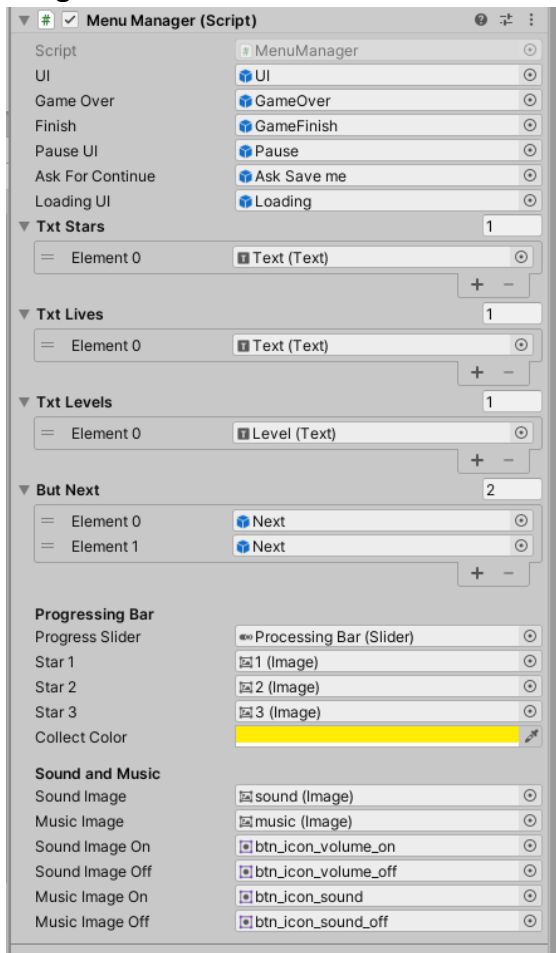 Menu Manager (Script)
Script MenuManager
UI UI
Game Over GameOver
Finish GameFinish
Pause UI Pause
Ask For Continue Ask Save me
Loading UI Loading
Txt Stars 1
Element 0 Text (Text)
+ −
Txt Lives 1
Element 0 Text (Text)
+ −
Txt Levels 1
Element 0 Level (Text)
+ −
But Next 2
Element 0 Next
Element 1 Next
+ −
Progressing Bar
Progress Slider Processing Bar (Slider)
Star 1 1 (Image)
Star 2 2 (Image)
Star 3 3 (Image)
Collect Color
Sound and Music
Sound Image sound (Image)
Music Image music (Image)
Sound Image On btn_icon_volume_on
Sound Image Off btn_icon_volume_off
Music Image On btn_icon_sound
Music Image Off btn_icon_sound_off